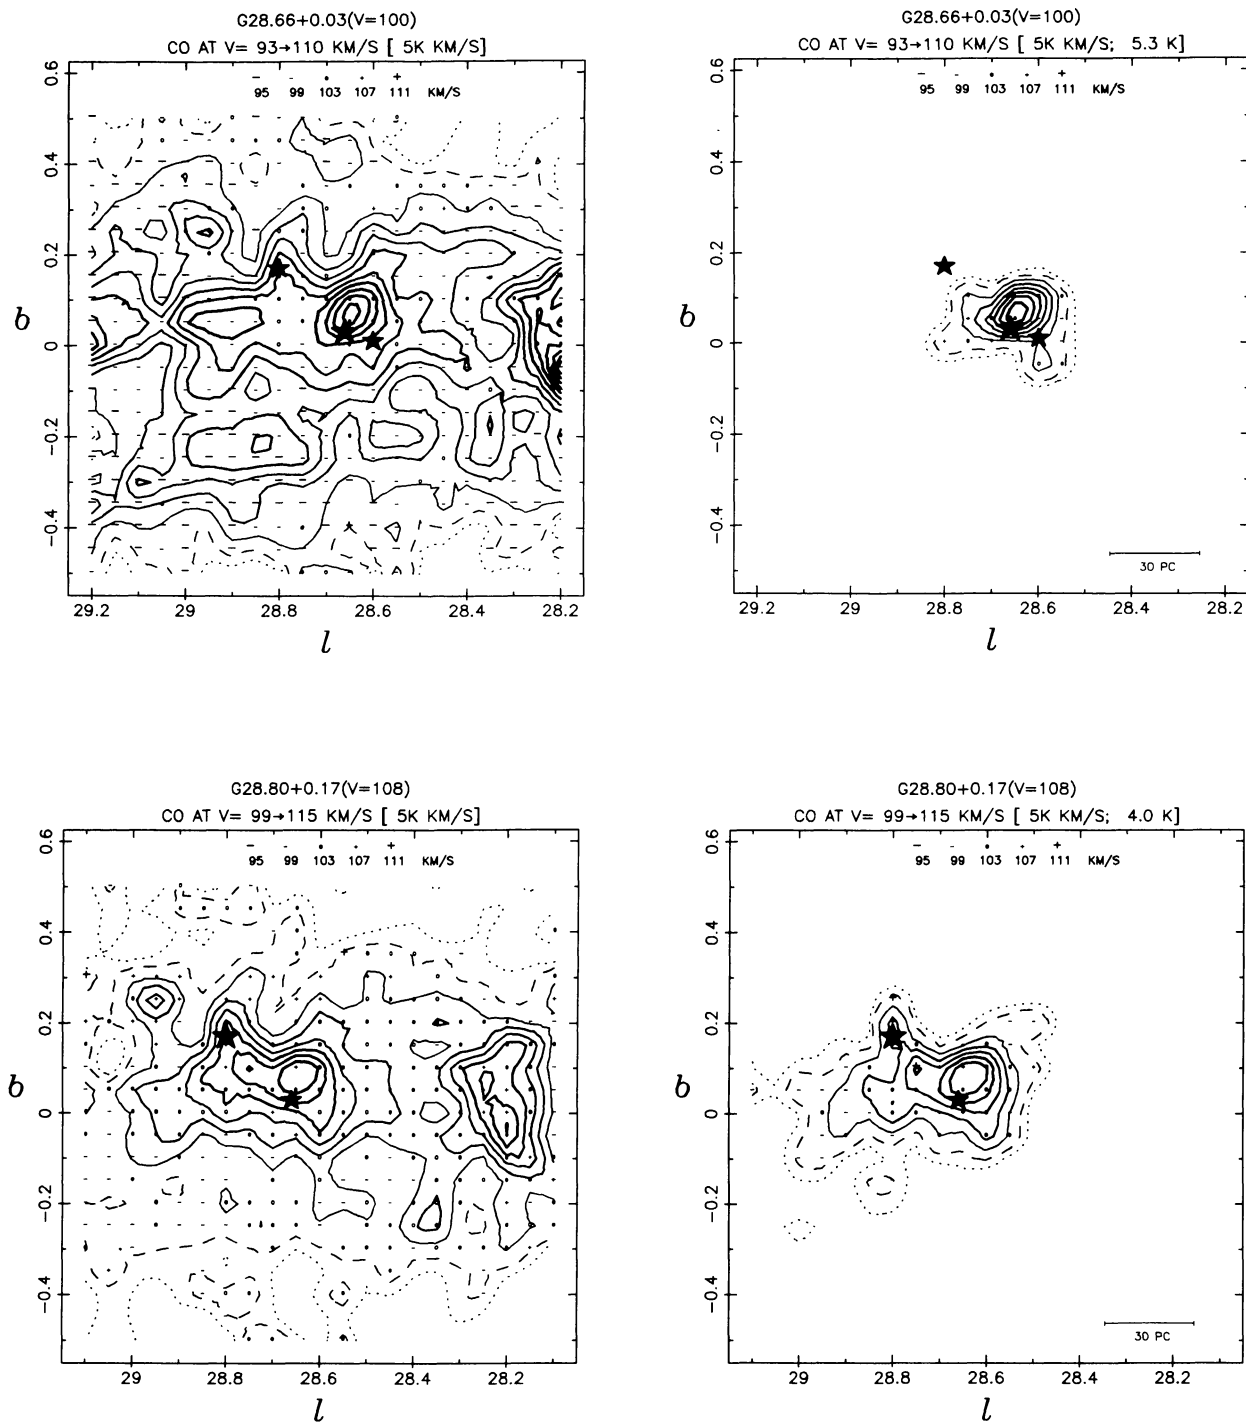 G28.66+0.03(V=100)
CO AT V= 93→110 KM/S [ 5K KM/S]
– - • · +
95 99 103 107 111 KM/S
0.6
0.4
0.2
0
−0.2
−0.4
b
29.2 29 28.8 28.6 28.4 28.2
l
G28.66+0.03(V=100)
CO AT V= 93→110 KM/S [ 5K KM/S; 5.3 K]
– - • · +
95 99 103 107 111 KM/S
0.6
0.4
0.2
0
−0.2
−0.4
b
30 PC
29.2 29 28.8 28.6 28.4 28.2
l
G28.80+0.17(V=108)
CO AT V= 99→115 KM/S [ 5K KM/S]
– - • · +
95 99 103 107 111 KM/S
0.6
0.4
0.2
0
−0.2
−0.4
b
29 28.8 28.6 28.4 28.2
l
G28.80+0.17(V=108)
CO AT V= 99→115 KM/S [ 5K KM/S; 4.0 K]
– - • · +
95 99 103 107 111 KM/S
0.6
0.4
0.2
0
−0.2
−0.4
b
30 PC
29 28.8 28.6 28.4 28.2
l